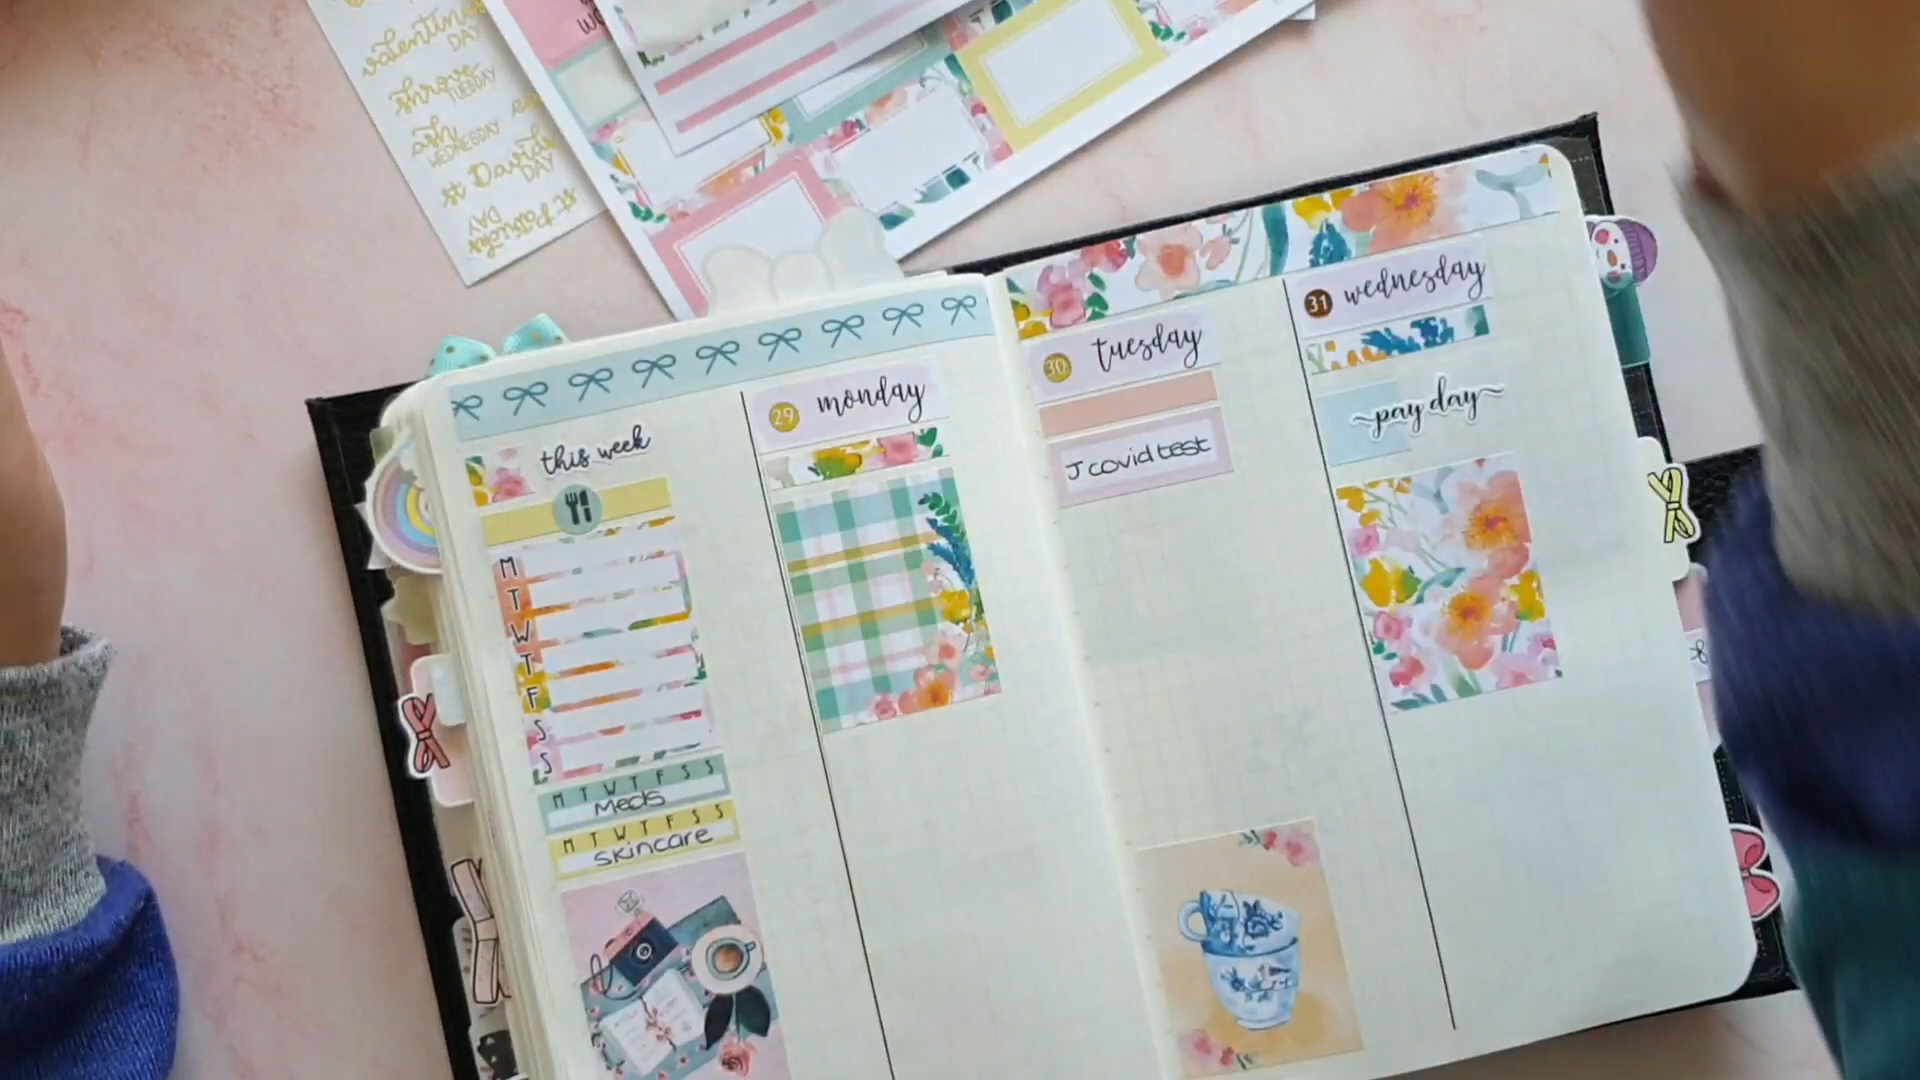 valentine's
DAY
shrove
TUESDAY
ash
WEDNESDAY
st David's
DAY
st Patrick's
DAY
this week
M
T
W
T
F
S
S
M T W T F S S
Meds
M T W T F S S
skincare
29 monday
30 tuesday
J covid test
31 wednesday
~pay day~